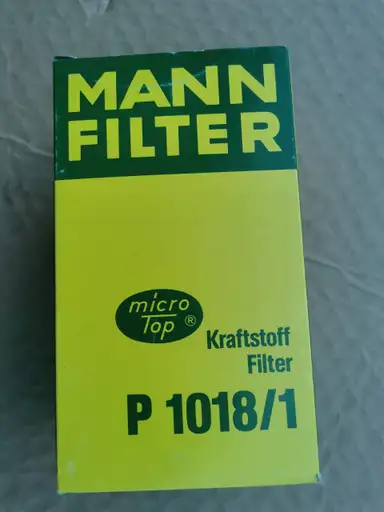 MANN
FILTER
micro
Top ®
Kraftstoff
Filter
P 1018/1